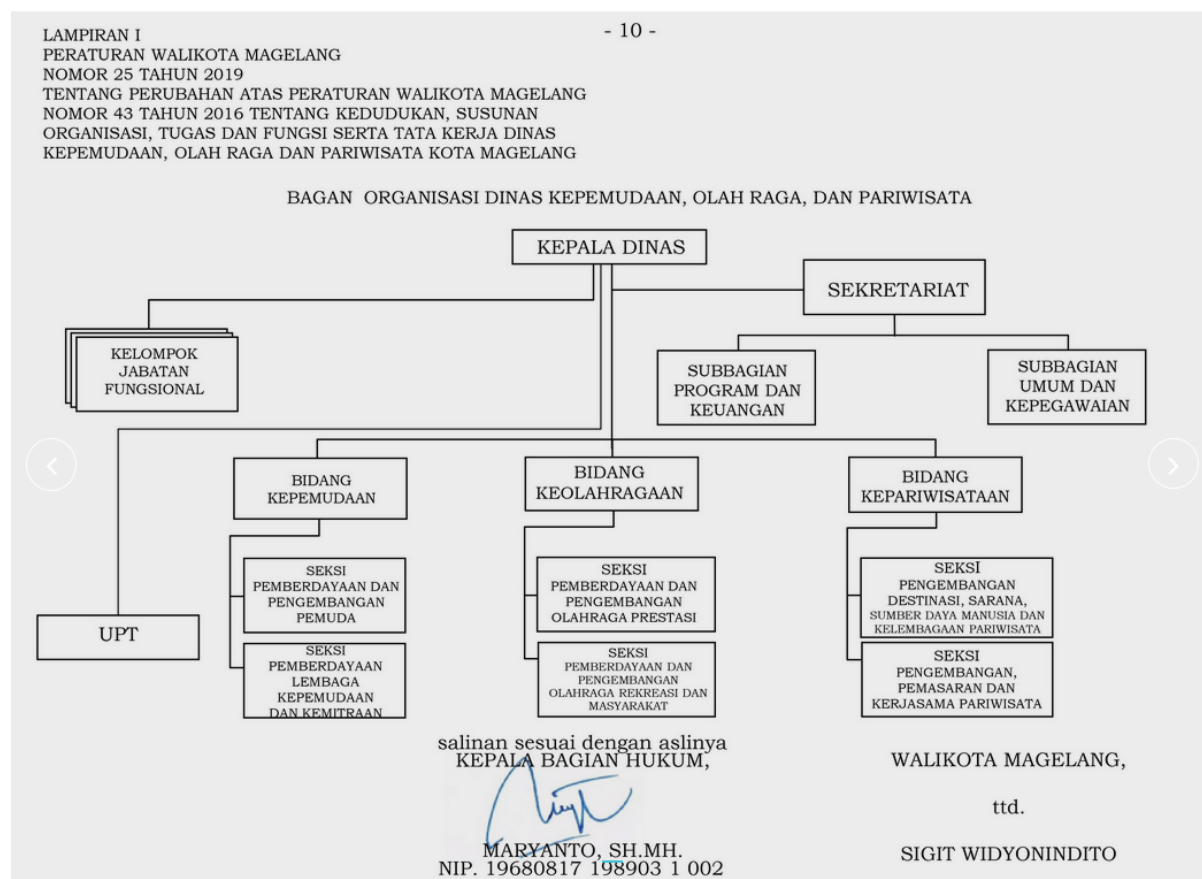 - 10 -
LAMPIRAN I
PERATURAN WALIKOTA MAGELANG
NOMOR 25 TAHUN 2019
TENTANG PERUBAHAN ATAS PERATURAN WALIKOTA MAGELANG
NOMOR 43 TAHUN 2016 TENTANG KEDUDUKAN, SUSUNAN
ORGANISASI, TUGAS DAN FUNGSI SERTA TATA KERJA DINAS
KEPEMUDAAN, OLAH RAGA DAN PARIWISATA KOTA MAGELANG
BAGAN ORGANISASI DINAS KEPEMUDAAN, OLAH RAGA, DAN PARIWISATA
KEPALA DINAS
SEKRETARIAT
KELOMPOK
JABATAN
FUNGSIONAL
SUBBAGIAN
PROGRAM DAN
KEUANGAN
SUBBAGIAN
UMUM DAN
KEPEGAWAIAN
BIDANG
KEPEMUDAAN
BIDANG
KEOLAHRAGAAN
BIDANG
KEPARIWISATAAN
SEKSI
PEMBERDAYAAN DAN
PENGEMBANGAN
PEMUDA
SEKSI
PEMBERDAYAAN DAN
PENGEMBANGAN
OLAHRAGA PRESTASI
SEKSI
PENGEMBANGAN
DESTINASI, SARANA,
SUMBER DAYA MANUSIA DAN
KELEMBAGAAN PARIWISATA
UPT
SEKSI
PEMBERDAYAAN
LEMBAGA
KEPEMUDAAN
DAN KEMITRAAN
SEKSI
PEMBERDAYAAN DAN
PENGEMBANGAN
OLAHRAGA REKREASI DAN
MASYARAKAT
SEKSI
PENGEMBANGAN,
PEMASARAN DAN
KERJASAMA PARIWISATA
salinan sesuai dengan aslinya
KEPALA BAGIAN HUKUM,
MARYANTO, SH.MH.
NIP. 19680817 198903 1 002
WALIKOTA MAGELANG,
ttd.
SIGIT WIDYONINDITO